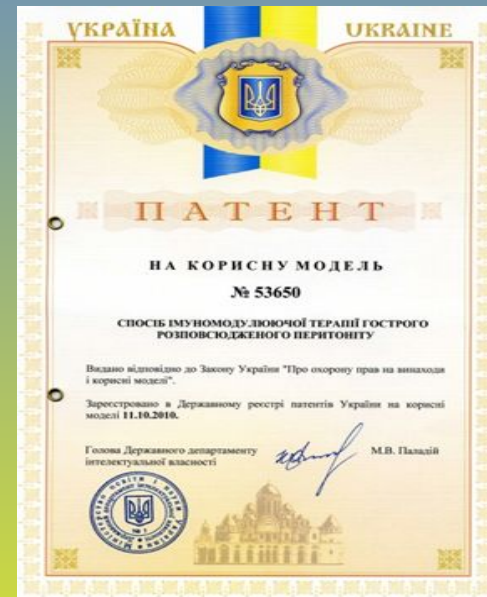 УКРАЇНА UKRAINE
ПАТЕНТ
НА КОРИСНУ МОДЕЛЬ
№ 53650
СПОСІБ ІМУНОМОДУЛЮЮЧОЇ ТЕРАПІЇ ГОСТРОГО
РОЗПОВСЮДЖЕНОГО ПЕРИТОНІТУ
Видано відповідно до Закону України "Про охорону прав на винаходи
і корисні моделі".
Зареєстровано в Державному реєстрі патентів України на корисні
моделі 11.10.2010.
Голова Державного департаменту
інтелектуальної власності
М.В. Паладій